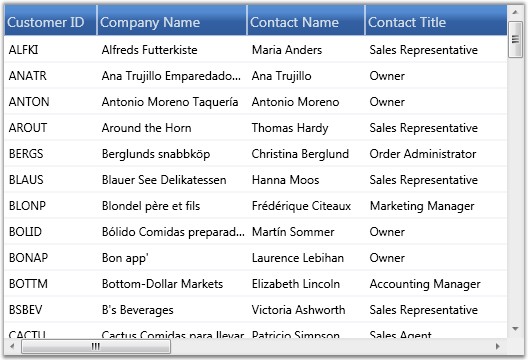 Customer ID Company Name Contact Name Contact Title
ALFKI Alfreds Futterkiste Maria Anders Sales Representative
ANATR Ana Trujillo Emparedado... Ana Trujillo Owner
ANTON Antonio Moreno Taquería Antonio Moreno Owner
AROUT Around the Horn Thomas Hardy Sales Representative
BERGS Berglunds snabbköp Christina Berglund Order Administrator
BLAUS Blauer See Delikatessen Hanna Moos Sales Representative
BLONP Blondel père et fils Frédérique Citeaux Marketing Manager
BOLID Bólido Comidas preparad... Martín Sommer Owner
BONAP Bon app' Laurence Lebihan Owner
BOTTM Bottom-Dollar Markets Elizabeth Lincoln Accounting Manager
BSBEV B's Beverages Victoria Ashworth Sales Representative
CACTU Cactus Comidas para llevar Patricio Simpson Sales Agent